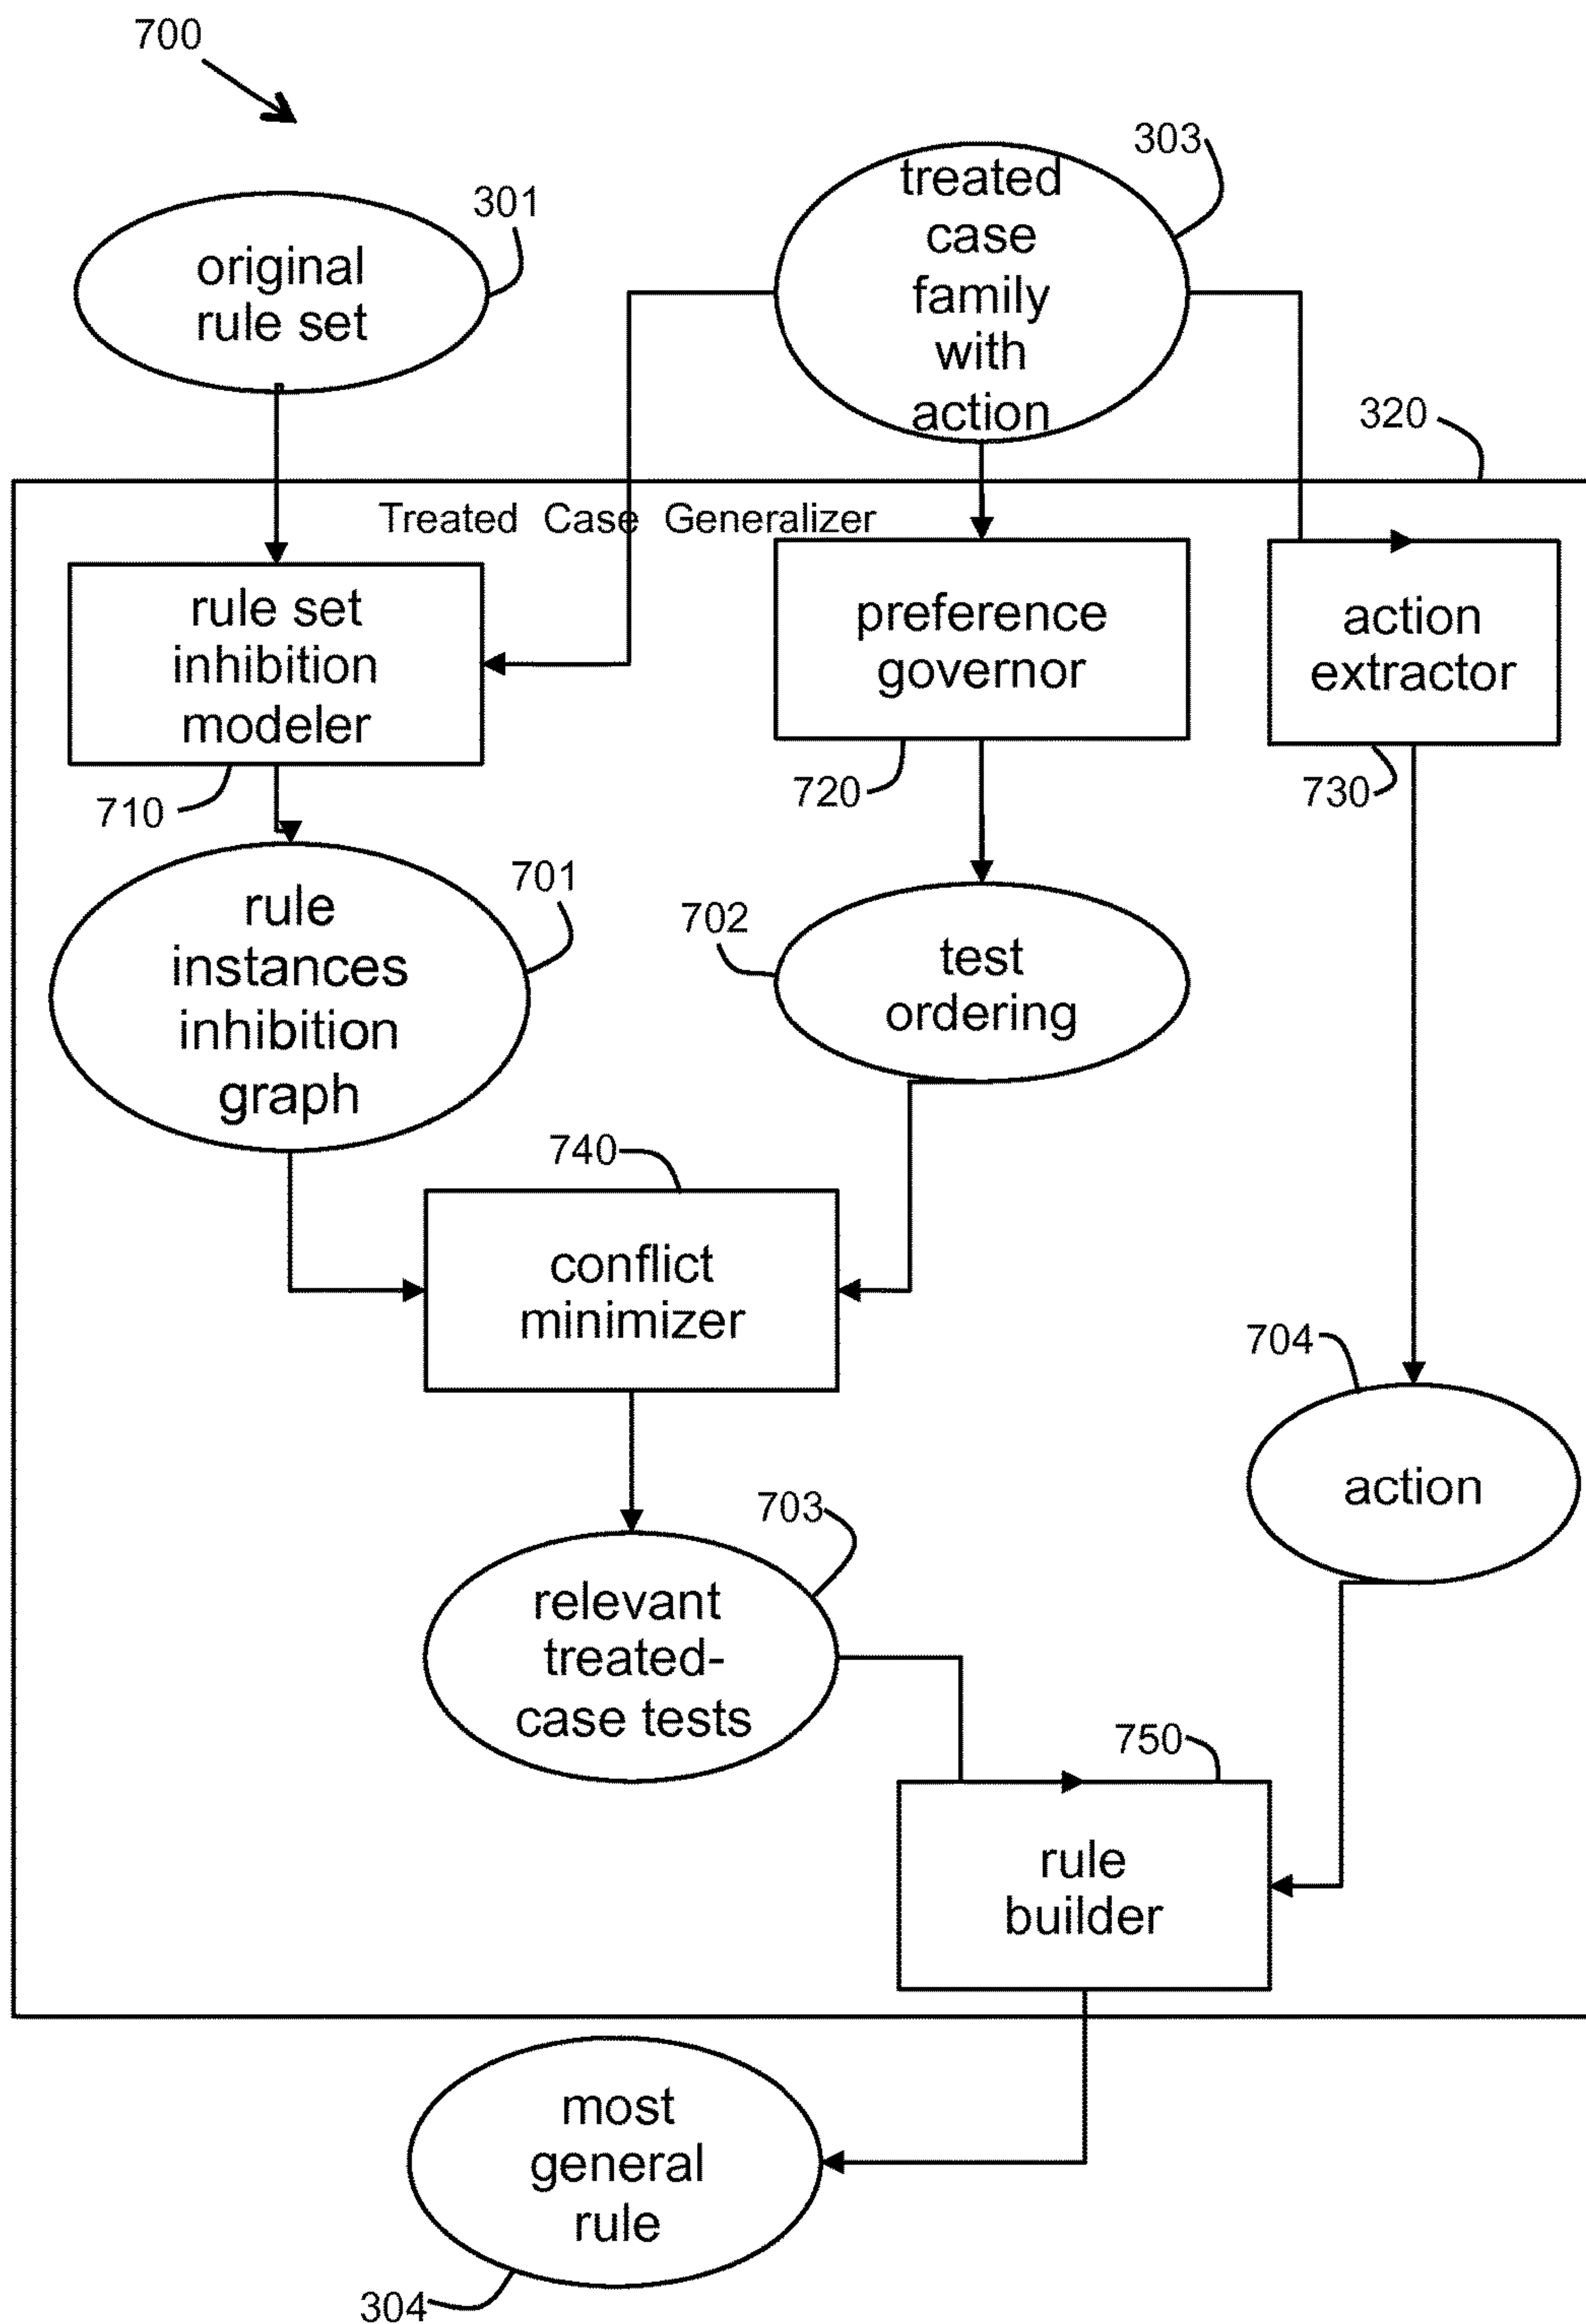 700
303
treated
case
family
with
action
301
original
rule set
320
Treated Case Generalizer
rule set
inhibition
modeler
preference
governor
action
extractor
710
720
730
rule
instances
inhibition
graph
701
702
test
ordering
740
conflict
minimizer
704
action
703
relevant
treated-
case tests
750
rule
builder
most
general
rule
304